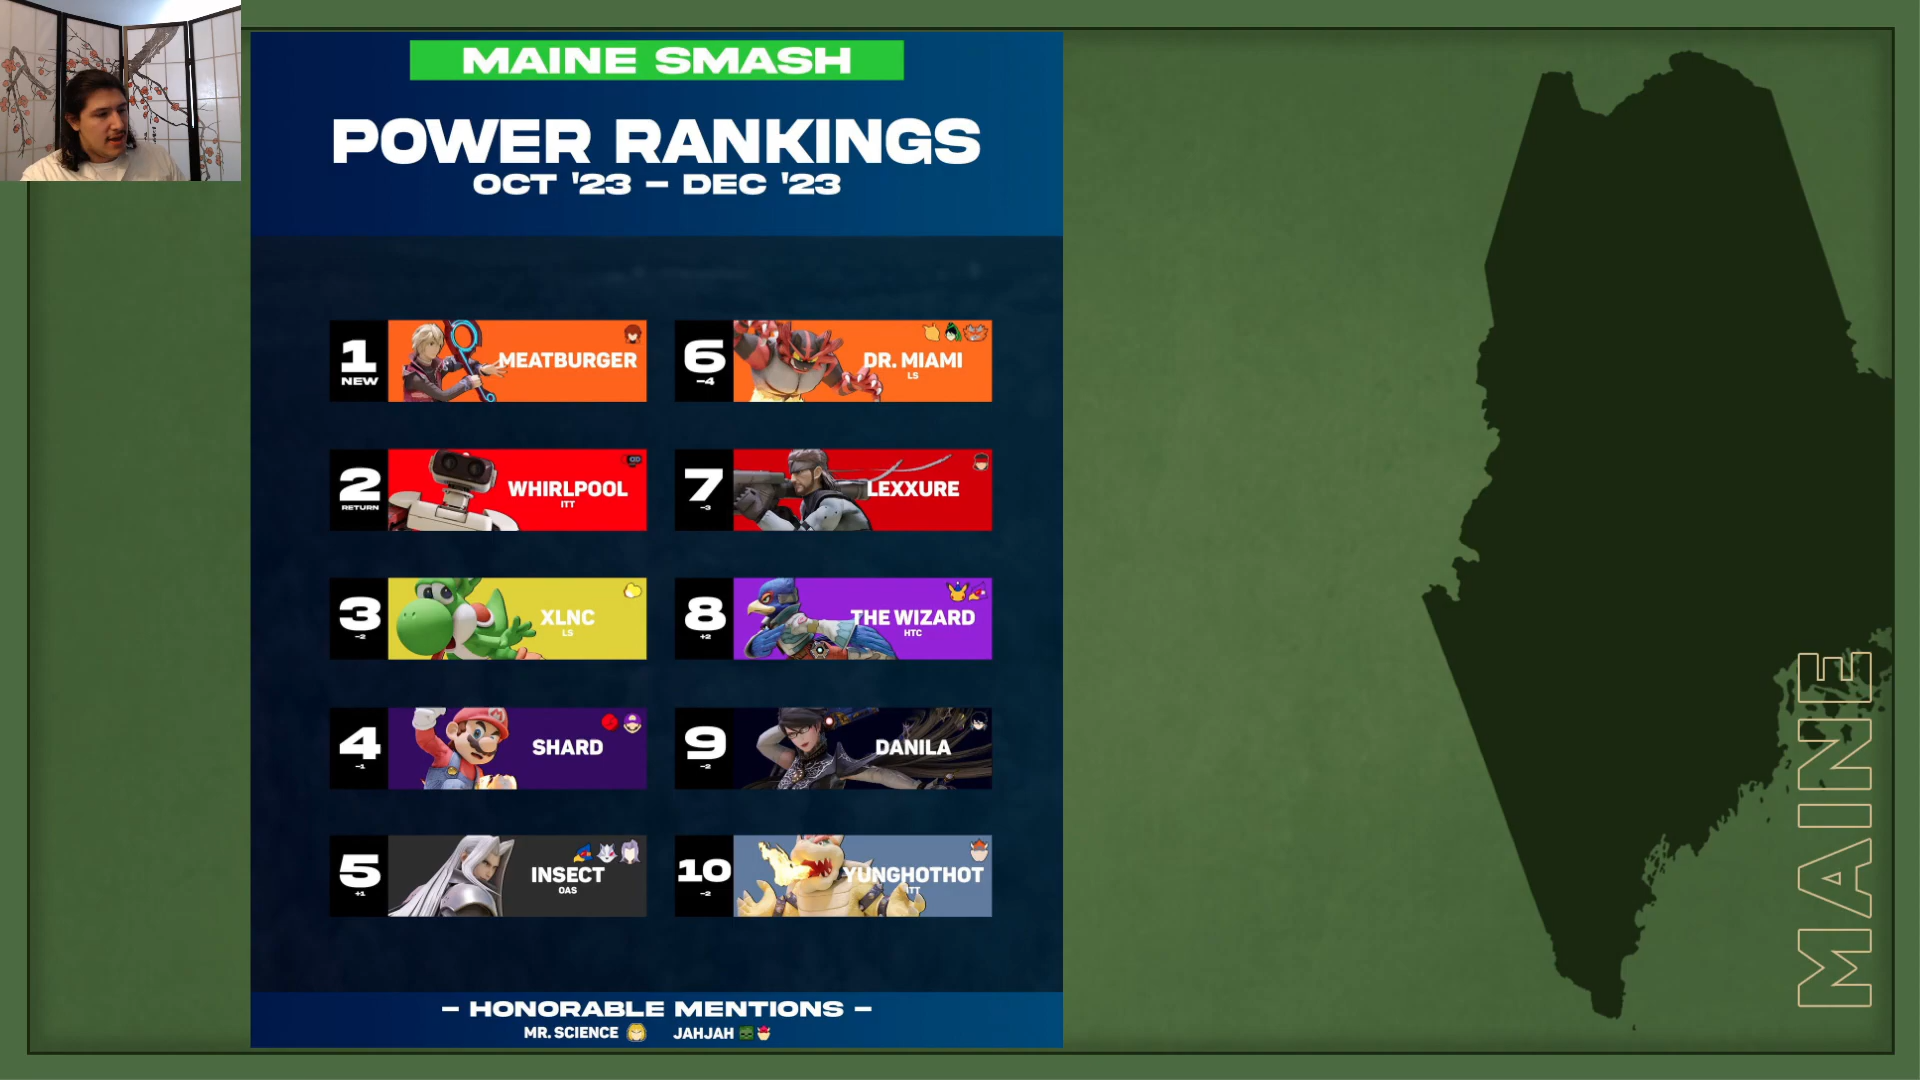 MAINE SMASH
POWER RANKINGS
OCT '23 – DEC '23
1
NEW
MEATBURGER
2
RETURN
WHIRLPOOL
ITT
3
-2
XLNC
LS
4
-1
SHARD
5
+1
INSECT
OAS
6
-4
DR. MIAMI
LS
7
-3
LEXXURE
8
+2
THE WIZARD
HTC
9
-2
DANILA
10
-2
YUNGHOTHOT
ITT
– HONORABLE MENTIONS –
MR. SCIENCE JAHJAH
MAINE